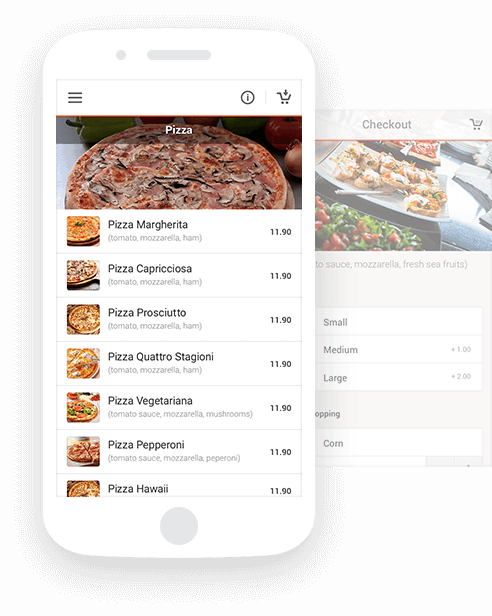 Pizza
Pizza Margherita
(tomato, mozzarella, ham)
11.90
Pizza Capricciosa
(tomato, mozzarella, ham)
11.90
Pizza Prosciutto
(tomato, mozzarella, ham)
11.90
Pizza Quattro Stagioni
(tomato, mozzarella, ham)
11.90
Pizza Vegetariana
(tomato sauce, mozzarella, mushrooms)
11.90
Pizza Pepperoni
(tomato sauce, mozzarella, peperoni)
11.90
Pizza Hawaii
11.90
Checkout
to sauce, mozzarella, fresh sea fruits)
Small
Medium
+ 1.00
Large
+ 2.00
opping
Corn